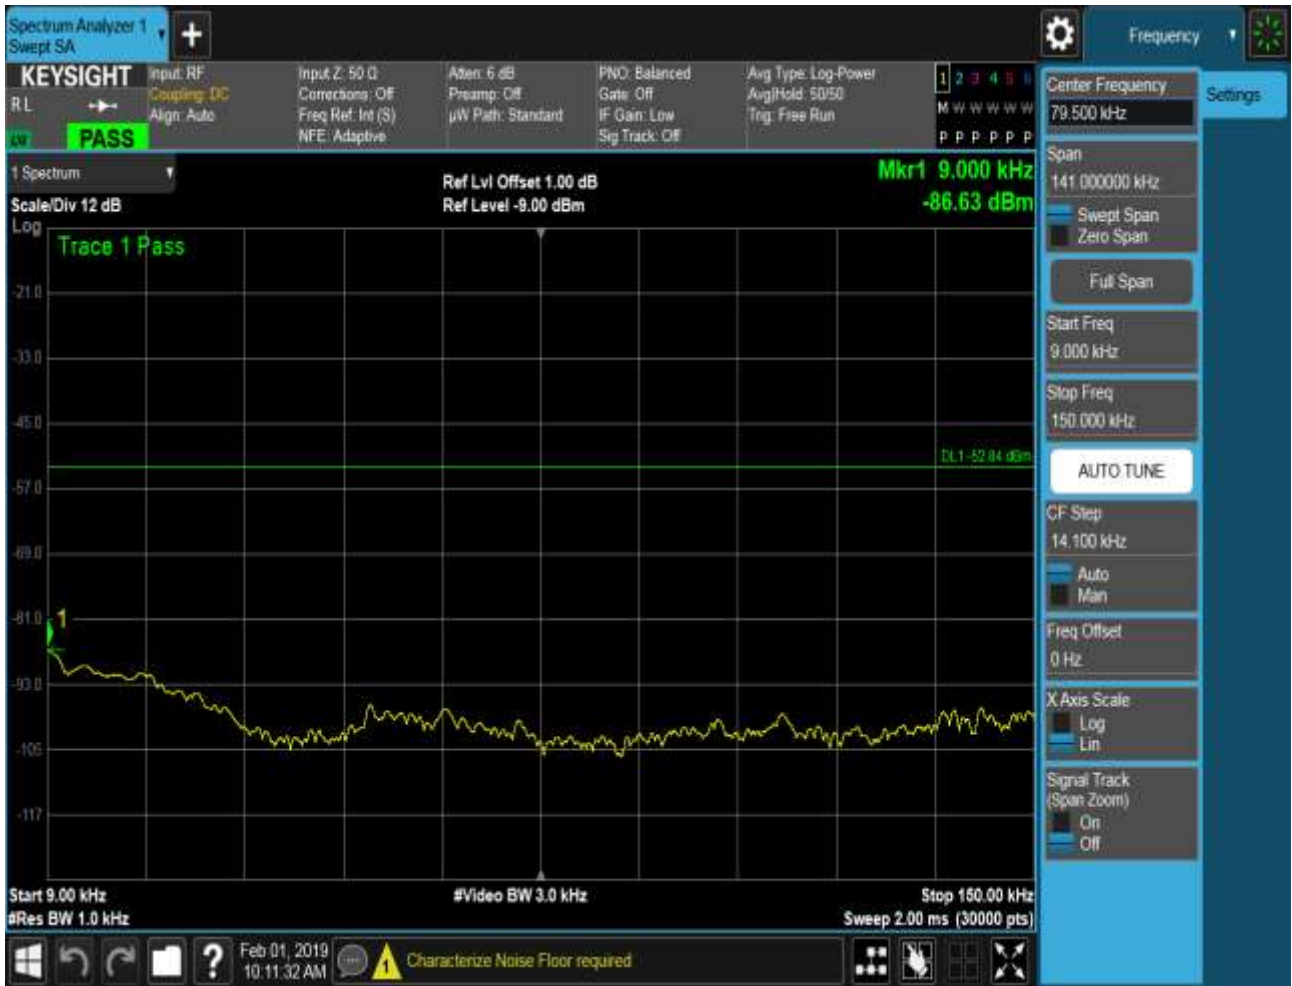 Spectrum Analyzer 1
Swept SA
Frequency
KEYSIGHT
R L
PASS
Input: RF
Coupling: DC
Align: Auto
Input Z: 50 Ω
Corrections: Off
Freq Ref: Int (S)
NFE: Adaptive
Atten: 6 dB
Preamp: Off
µW Path: Standard
PNO: Balanced
Gate: Off
IF Gain: Low
Sig Track: Off
Avg Type: Log-Power
Avg|Hold: 50/50
Trig: Free Run
1 2 3 4 5 6
M W W W W W
P P P P P P
1 Spectrum
Scale/Div 12 dB
Ref Lvl Offset 1.00 dB
Ref Level -9.00 dBm
Mkr1 9.000 kHz
-86.63 dBm
Log
Trace 1 Pass
-21.0
-33.0
-45.0
DL1 -52.84 dBm
-57.0
-69.0
-81.0
1
-93.0
-105
-117
Start 9.00 kHz
#Video BW 3.0 kHz
Stop 150.00 kHz
#Res BW 1.0 kHz
Sweep 2.00 ms (30000 pts)
Center Frequency
79.500 kHz
Settings
Span
141.000000 kHz
Swept Span
Zero Span
Full Span
Start Freq
9.000 kHz
Stop Freq
150.000 kHz
AUTO TUNE
CF Step
14.100 kHz
Auto
Man
Freq Offset
0 Hz
X Axis Scale
Log
Lin
Signal Track
(Span Zoom)
On
Off
?
Feb 01, 2019
10:11:32 AM
1
Characterize Noise Floor required